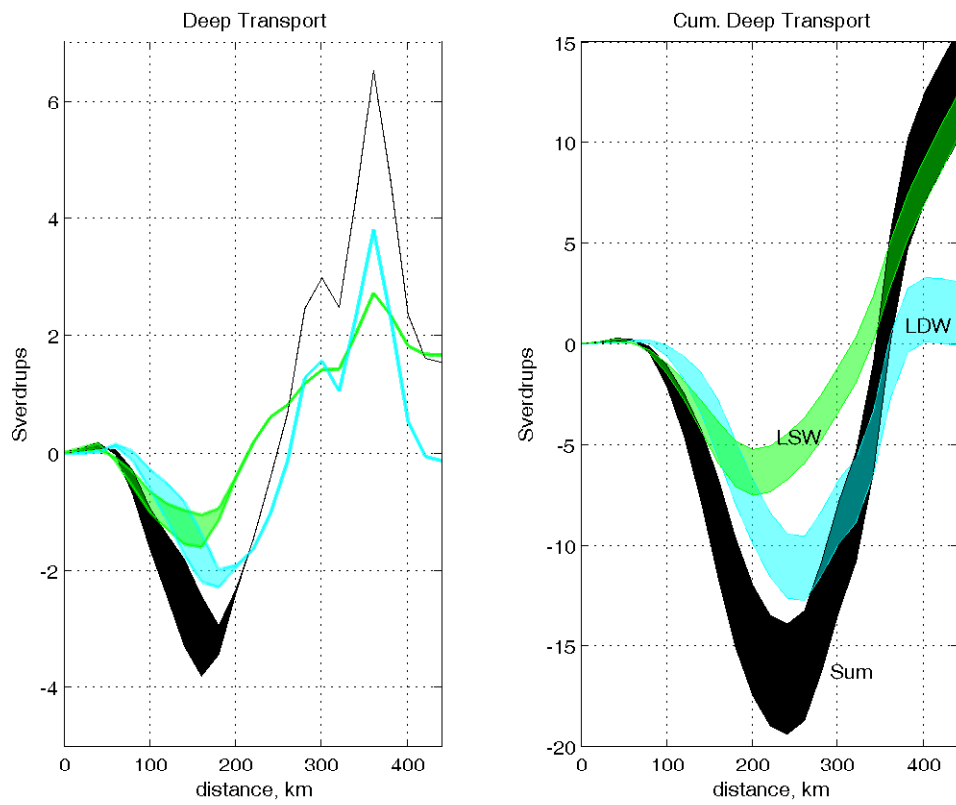 Deep Transport
6
4
2
0
-2
-4
Sverdrups
0 100 200 300 400
distance, km
Cum. Deep Transport
15
10
5
0
-5
-10
-15
-20
Sverdrups
LDW
LSW
Sum
0 100 200 300 400
distance, km